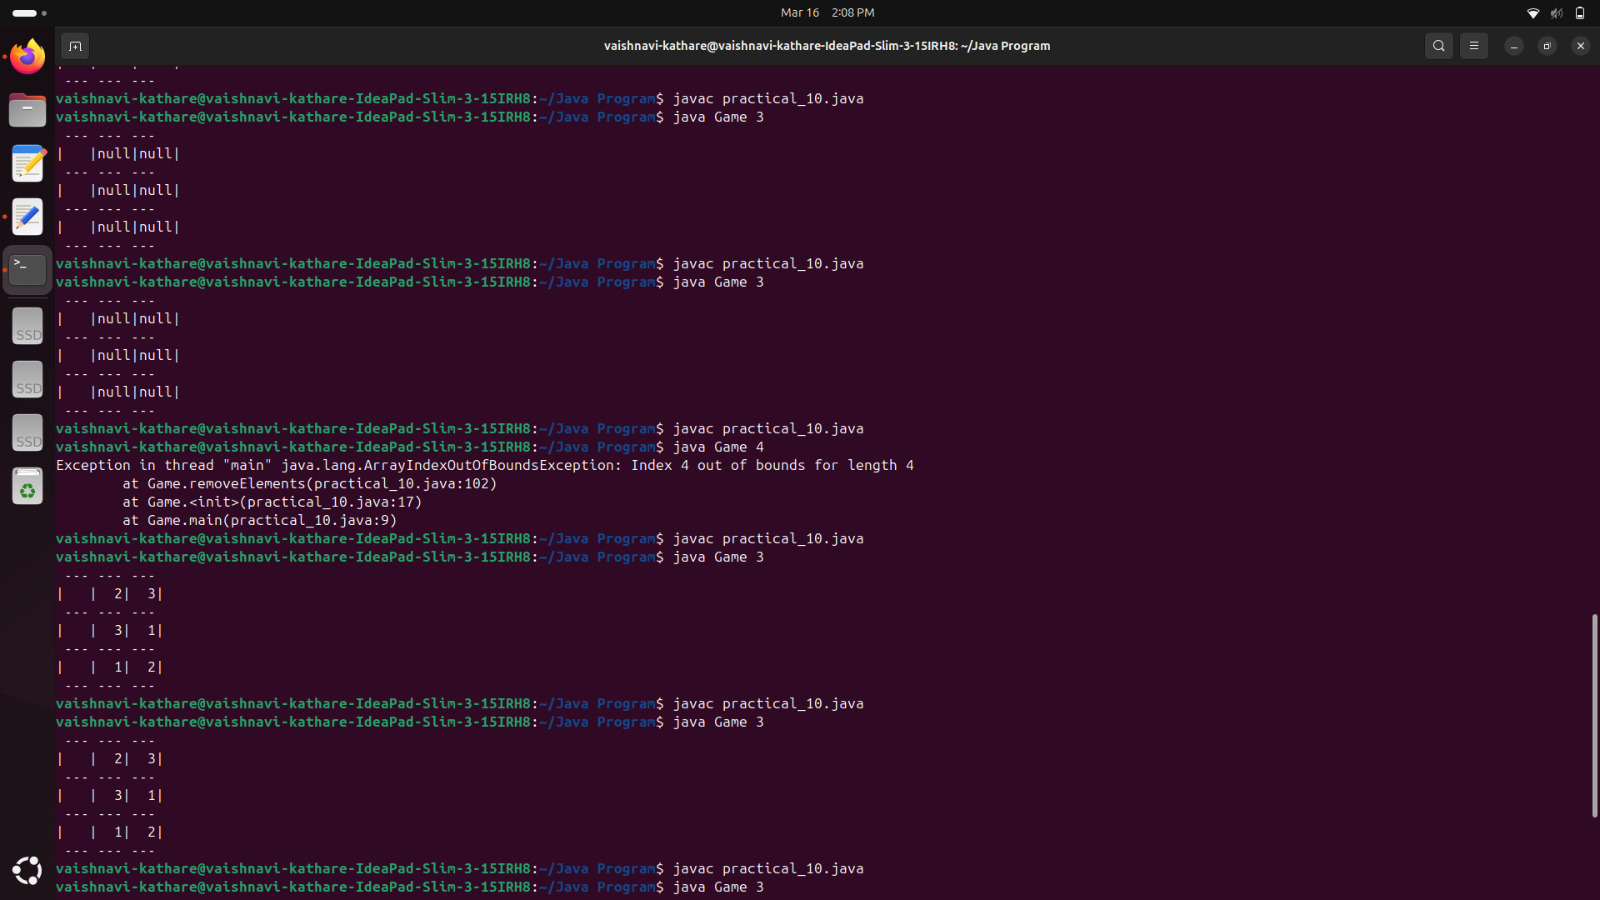 Mar 16 2:08 PM
vaishnavi-kathare@vaishnavi-kathare-IdeaPad-Slim-3-15IRH8: ~/Java Program
--- --- ---
vaishnavi-kathare@vaishnavi-kathare-IdeaPad-Slim-3-15IRH8:~/Java Program$ javac practical_10.java
vaishnavi-kathare@vaishnavi-kathare-IdeaPad-Slim-3-15IRH8:~/Java Program$ java Game 3
 --- --- ---
|   |null|null|
 --- --- ---
|   |null|null|
 --- --- ---
|   |null|null|
 --- --- ---
vaishnavi-kathare@vaishnavi-kathare-IdeaPad-Slim-3-15IRH8:~/Java Program$ javac practical_10.java
vaishnavi-kathare@vaishnavi-kathare-IdeaPad-Slim-3-15IRH8:~/Java Program$ java Game 3
 --- --- ---
|   |null|null|
 --- --- ---
|   |null|null|
 --- --- ---
|   |null|null|
 --- --- ---
vaishnavi-kathare@vaishnavi-kathare-IdeaPad-Slim-3-15IRH8:~/Java Program$ javac practical_10.java
vaishnavi-kathare@vaishnavi-kathare-IdeaPad-Slim-3-15IRH8:~/Java Program$ java Game 4
Exception in thread "main" java.lang.ArrayIndexOutOfBoundsException: Index 4 out of bounds for length 4
        at Game.removeElements(practical_10.java:102)
        at Game.<init>(practical_10.java:17)
        at Game.main(practical_10.java:9)
vaishnavi-kathare@vaishnavi-kathare-IdeaPad-Slim-3-15IRH8:~/Java Program$ javac practical_10.java
vaishnavi-kathare@vaishnavi-kathare-IdeaPad-Slim-3-15IRH8:~/Java Program$ java Game 3
 --- --- ---
|   |  2|  3|
 --- --- ---
|   |  3|  1|
 --- --- ---
|   |  1|  2|
 --- --- ---
vaishnavi-kathare@vaishnavi-kathare-IdeaPad-Slim-3-15IRH8:~/Java Program$ javac practical_10.java
vaishnavi-kathare@vaishnavi-kathare-IdeaPad-Slim-3-15IRH8:~/Java Program$ java Game 3
 --- --- ---
|   |  2|  3|
 --- --- ---
|   |  3|  1|
 --- --- ---
|   |  1|  2|
 --- --- ---
vaishnavi-kathare@vaishnavi-kathare-IdeaPad-Slim-3-15IRH8:~/Java Program$ javac practical_10.java
vaishnavi-kathare@vaishnavi-kathare-IdeaPad-Slim-3-15IRH8:~/Java Program$ java Game 3
SSD
SSD
SSD